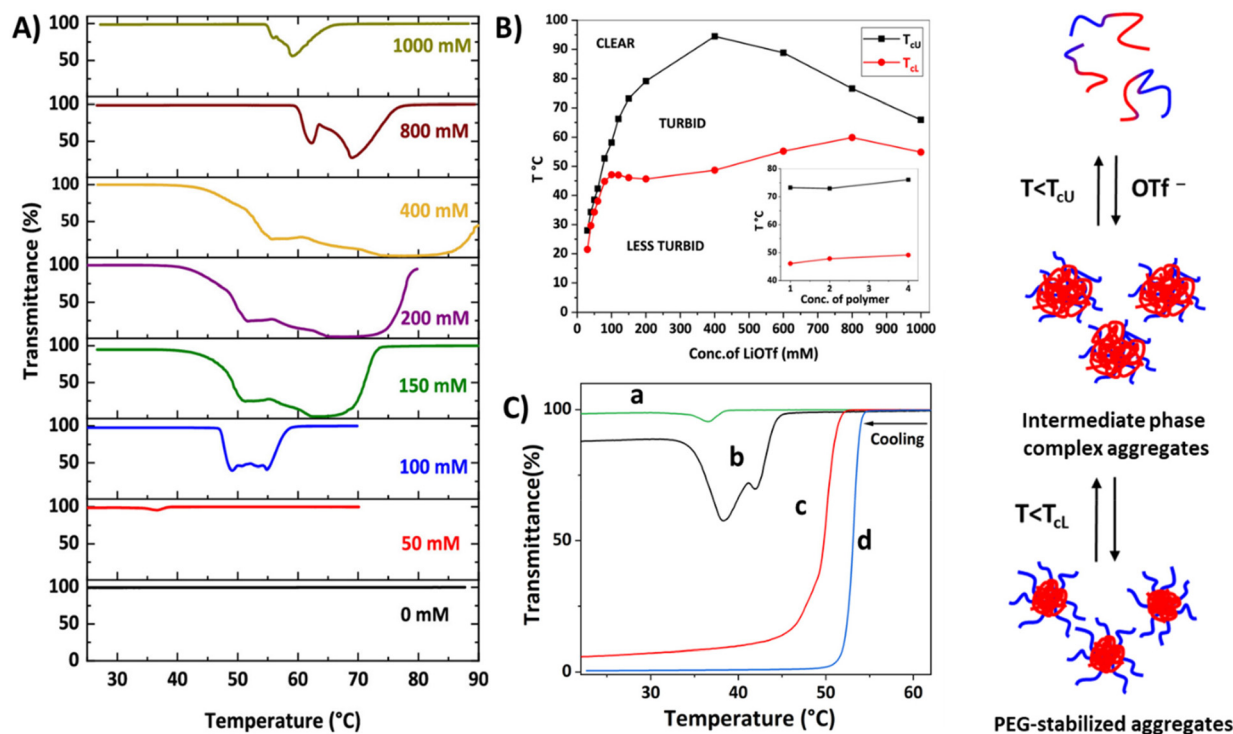 A)
1000 mM
800 mM
400 mM
200 mM
150 mM
100 mM
50 mM
0 mM
100
50
100
50
100
50
100
50
100
50
100
50
100
50
100
50
0
30 40 50 60 70 80 90
Transmittance (%)
Temperature (°C)
B)
CLEAR
TURBID
LESS TURBID
TcU
TcL
100
90
80
70
60
50
40
30
20
10
0
0 100 200 300 400 500 600 700 800 900 1000
T °C
Conc.of LiOTf (mM)
80
70
60
50
40
1 2 3 4
T °C
Conc. of polymer
C)
a
b
c
d
Cooling
100
50
0
30 40 50 60
Transmittance(%)
Temperature (°C)
T<TcU
OTf –
Intermediate phase
complex aggregates
T<TcL
PEG-stabilized aggregates